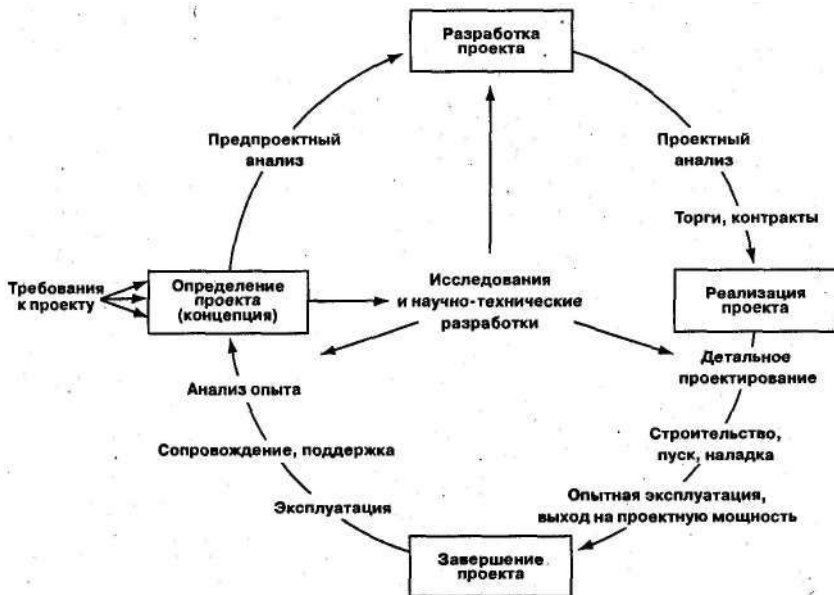 Разработка
проекта
Предпроектный
анализ
Проектный
анализ
Торги, контракты
Требования
к проекту
Определение
проекта
(концепция)
Исследования
и научно-технические
разработки
Реализация
проекта
Детальное
проектирование
Анализ опыта
Строительство,
пуск, наладка
Сопровождение, поддержка
Опытная эксплуатация,
выход на проектную мощность
Эксплуатация
Завершение
проекта